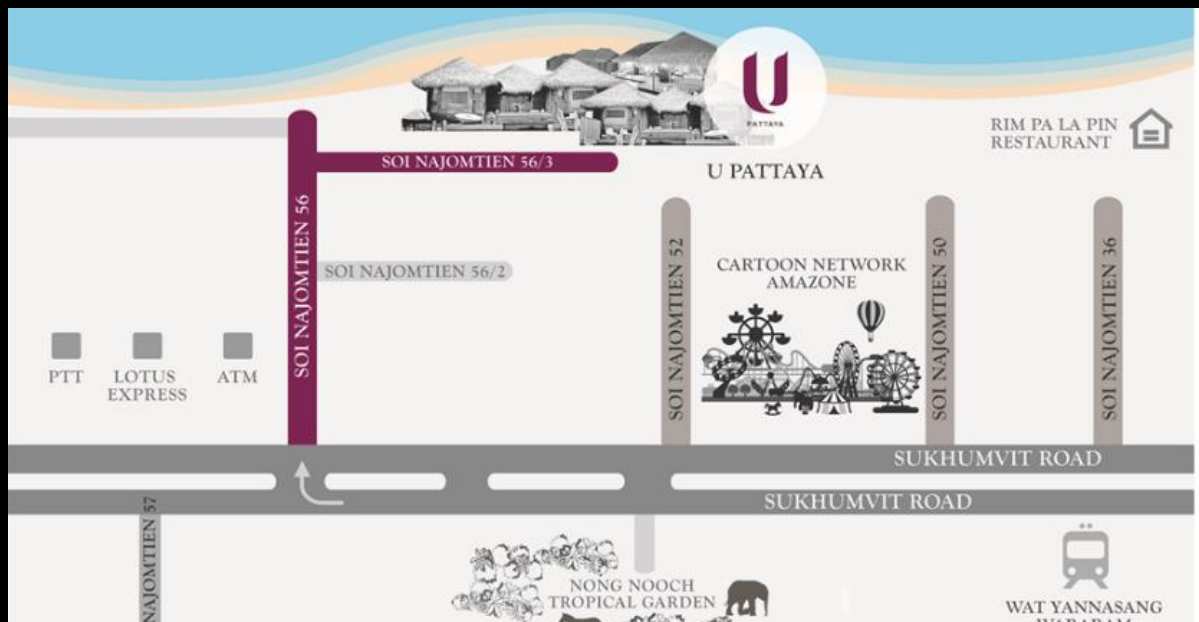 U
PATTAYA
RIM PA LA PIN
RESTAURANT
SOI NAJOMTIEN 56/3
U PATTAYA
SOI NAJOMTIEN 56
SOI NAJOMTIEN 52
SOI NAJOMTIEN 50
SOI NAJOMTIEN 36
CARTOON NETWORK
AMAZONE
SOI NAJOMTIEN 56/2
PTT
LOTUS
EXPRESS
ATM
SUKHUMVIT ROAD
SUKHUMVIT ROAD
NAJOMTIEN 57
NONG NOOCH
TROPICAL GARDEN
WAT YANNASANG